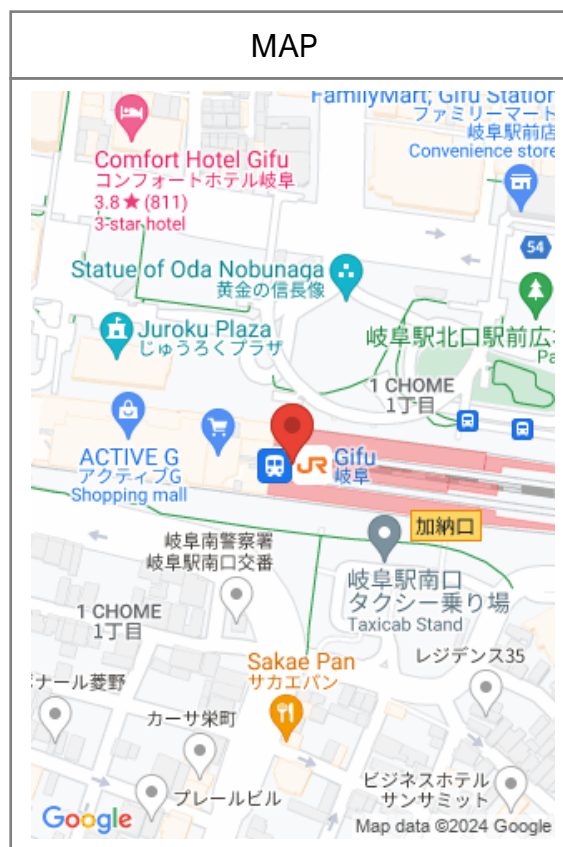 MAP
FamilyMart; Gifu Station
ファミリーマート
岐阜駅前店
Convenience store
Comfort Hotel Gifu
コンフォートホテル岐阜
3.8★(811)
3-star hotel
54
Statue of Oda Nobunaga
黄金の信長像
Juroku Plaza
じゅうろくプラザ
岐阜駅北口駅前広
Pa
1 CHOME
1丁目
ACTIVE G
アクティブG
Shopping mall
JR
Gifu
岐阜
加納口
岐阜南警察署
岐阜駅南口交番
岐阜駅南口
タクシー乗り場
Taxicab Stand
1 CHOME
1丁目
Sakae Pan
サカエパン
レジデンス35
ナール菱野
カーサ栄町
プレールビル
ビジネスホテル
サンサミット
Google
Map data ©2024 Google